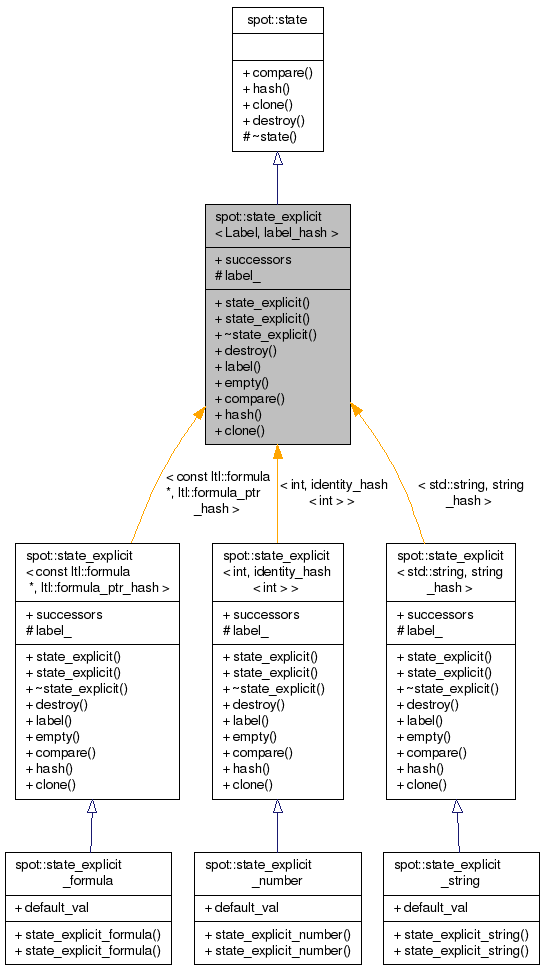 spot::state
+ compare()
+ hash()
+ clone()
+ destroy()
# ~state()
spot::state_explicit
< Label, label_hash >
+ successors
# label_
+ state_explicit()
+ state_explicit()
+ ~state_explicit()
+ destroy()
+ label()
+ empty()
+ compare()
+ hash()
+ clone()
< const ltl::formula
*, ltl::formula_ptr
_hash >
< int, identity_hash
< int > >
< std::string, string
_hash >
spot::state_explicit
< const ltl::formula
*, ltl::formula_ptr_hash >
+ successors
# label_
+ state_explicit()
+ state_explicit()
+ ~state_explicit()
+ destroy()
+ label()
+ empty()
+ compare()
+ hash()
+ clone()
spot::state_explicit
< int, identity_hash
< int > >
+ successors
# label_
+ state_explicit()
+ state_explicit()
+ ~state_explicit()
+ destroy()
+ label()
+ empty()
+ compare()
+ hash()
+ clone()
spot::state_explicit
< std::string, string
_hash >
+ successors
# label_
+ state_explicit()
+ state_explicit()
+ ~state_explicit()
+ destroy()
+ label()
+ empty()
+ compare()
+ hash()
+ clone()
spot::state_explicit
_formula
+ default_val
+ state_explicit_formula()
+ state_explicit_formula()
spot::state_explicit
_number
+ default_val
+ state_explicit_number()
+ state_explicit_number()
spot::state_explicit
_string
+ default_val
+ state_explicit_string()
+ state_explicit_string()